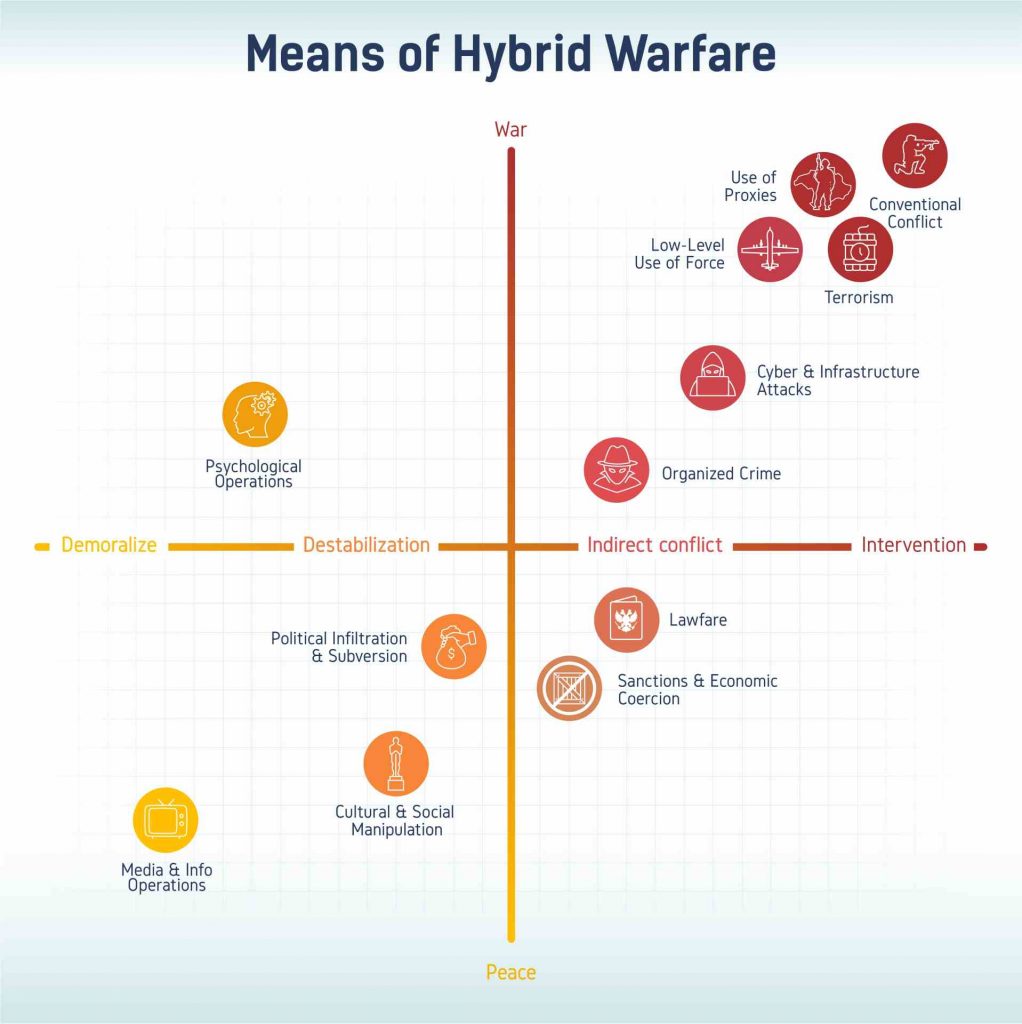 Means of Hybrid Warfare
War
Use of
Proxies
Conventional
Conflict
Low-Level
Use of Force
Terrorism
Cyber & Infrastructure
Attacks
Psychological
Operations
Organized Crime
Demoralize
Destabilization
Indirect conflict
Intervention
Political Infiltration
& Subversion
Lawfare
$
Sanctions & Economic
Coercion
Cultural & Social
Manipulation
Media & Info
Operations
Peace